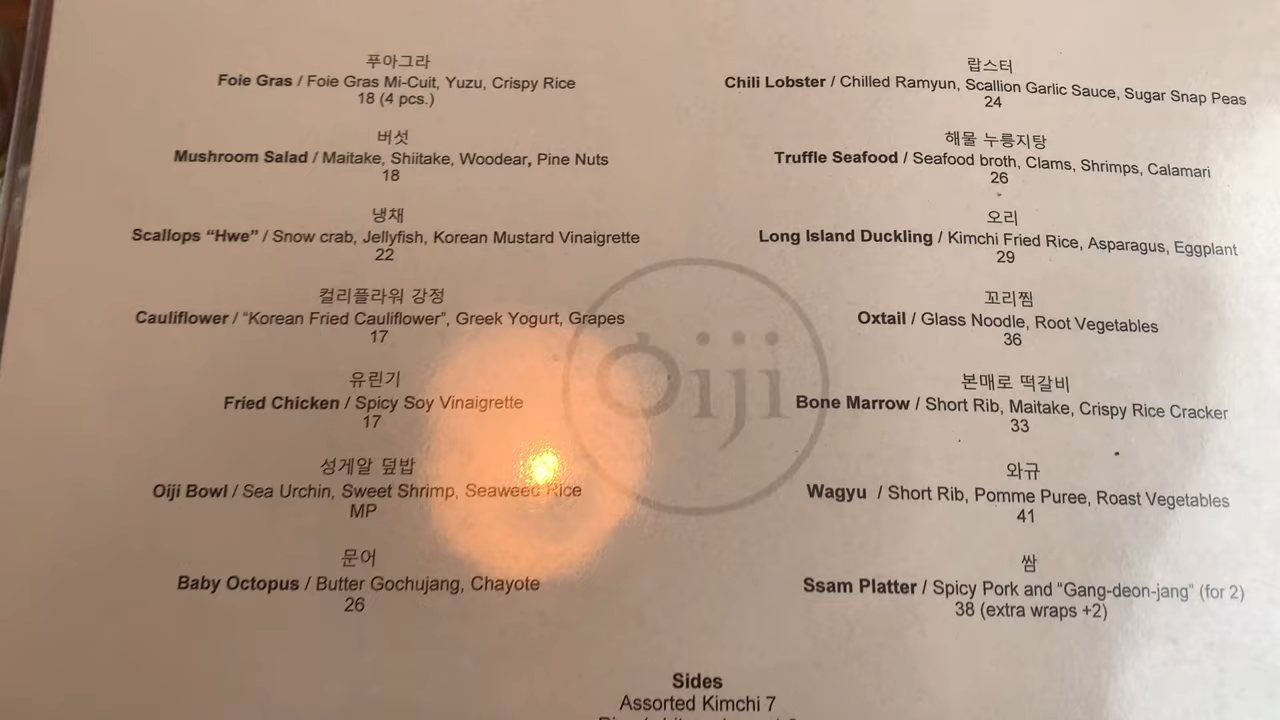 푸아그라
Foie Gras / Foie Gras Mi-Cuit, Yuzu, Crispy Rice
18 (4 pcs.)
버섯
Mushroom Salad / Maitake, Shiitake, Woodear, Pine Nuts
18
냉채
Scallops “Hwe” / Snow crab, Jellyfish, Korean Mustard Vinaigrette
22
컬리플라워 강정
Cauliflower / “Korean Fried Cauliflower”, Greek Yogurt, Grapes
17
유린기
Fried Chicken / Spicy Soy Vinaigrette
17
성게알 덮밥
Oiji Bowl / Sea Urchin, Sweet Shrimp, Seaweed Rice
MP
문어
Baby Octopus / Butter Gochujang, Chayote
26
Oiji
랍스터
Chili Lobster / Chilled Ramyun, Scallion Garlic Sauce, Sugar Snap Peas
24
해물 누룽지탕
Truffle Seafood / Seafood broth, Clams, Shrimps, Calamari
26
오리
Long Island Duckling / Kimchi Fried Rice, Asparagus, Eggplant
29
꼬리찜
Oxtail / Glass Noodle, Root Vegetables
36
본매로 떡갈비
Bone Marrow / Short Rib, Maitake, Crispy Rice Cracker
33
와규
Wagyu / Short Rib, Pomme Puree, Roast Vegetables
41
쌈
Ssam Platter / Spicy Pork and “Gang-deon-jang” (for 2)
38 (extra wraps +2)
Sides
Assorted Kimchi 7